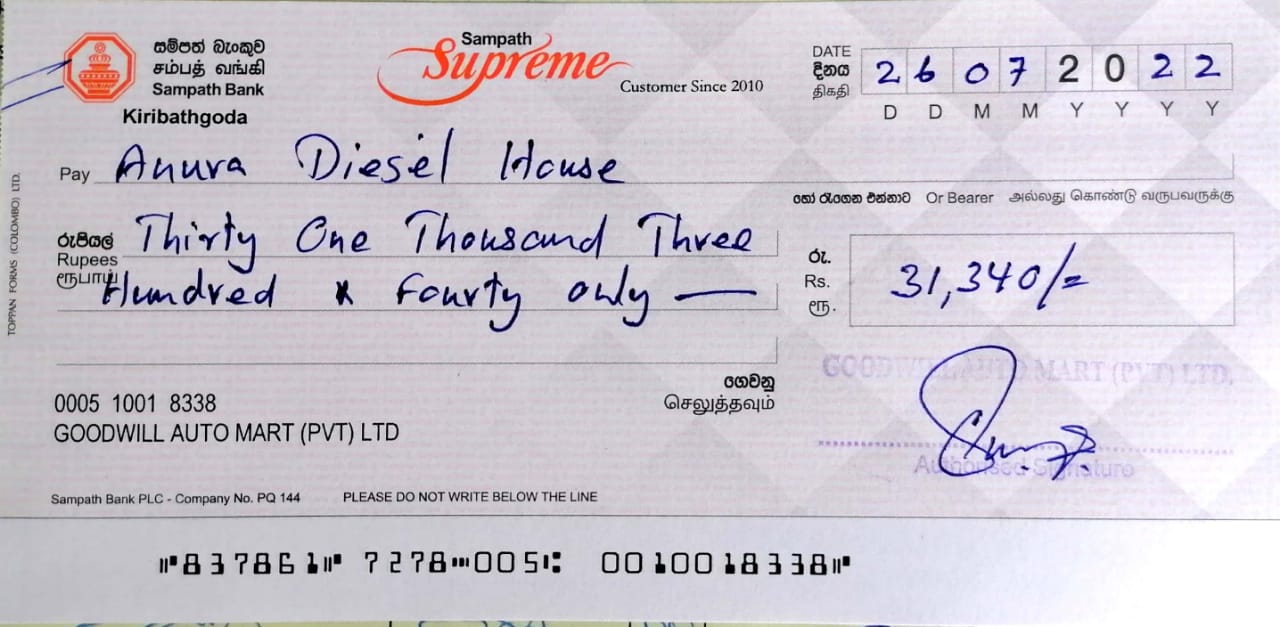 සම්පත් බැංකුව
சம்பத் வங்கி
Sampath Bank
Kiribathgoda
Sampath
Supreme
Customer Since 2010
DATE
දිනය
திகதி
2 6 0 7 2 0 2 2
D D M M Y Y Y Y
Pay Anura Diesel House
හෝ රැගෙන එන්නාට Or Bearer அல்லது கொண்டு வருபவருக்கு
රුපියල් Thirty One Thousand Three
Rupees
ரூபாய் Hundred & Fourty only —
රු.
Rs. 31,340/=
ரூ.
ගෙවනු
செலுத்தவும்
0005 1001 8338
GOODWILL AUTO MART (PVT) LTD
GOODWILL AUTO MART (PVT) LTD.
Authorised Signature
Sampath Bank PLC - Company No. PQ 144 PLEASE DO NOT WRITE BELOW THE LINE
⑈837861⑈ 7278⑉005⑆ 0010018338⑈
TOPPAN FORMS (COLOMBO) LTD.